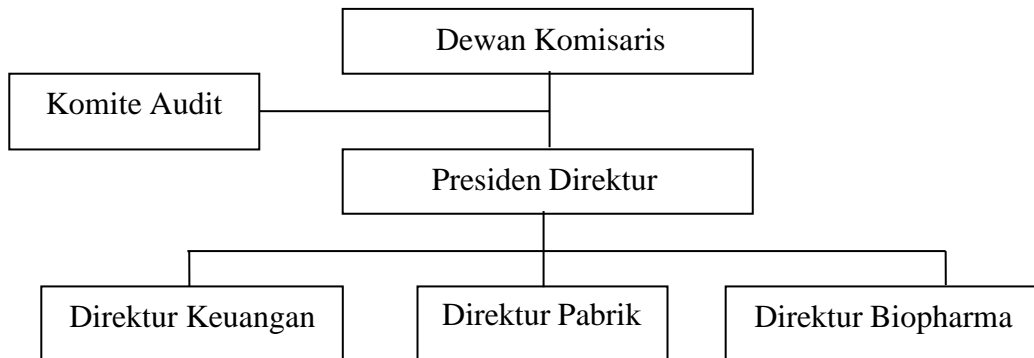 Dewan Komisaris
Komite Audit
Presiden Direktur
Direktur Keuangan
Direktur Pabrik
Direktur Biopharma